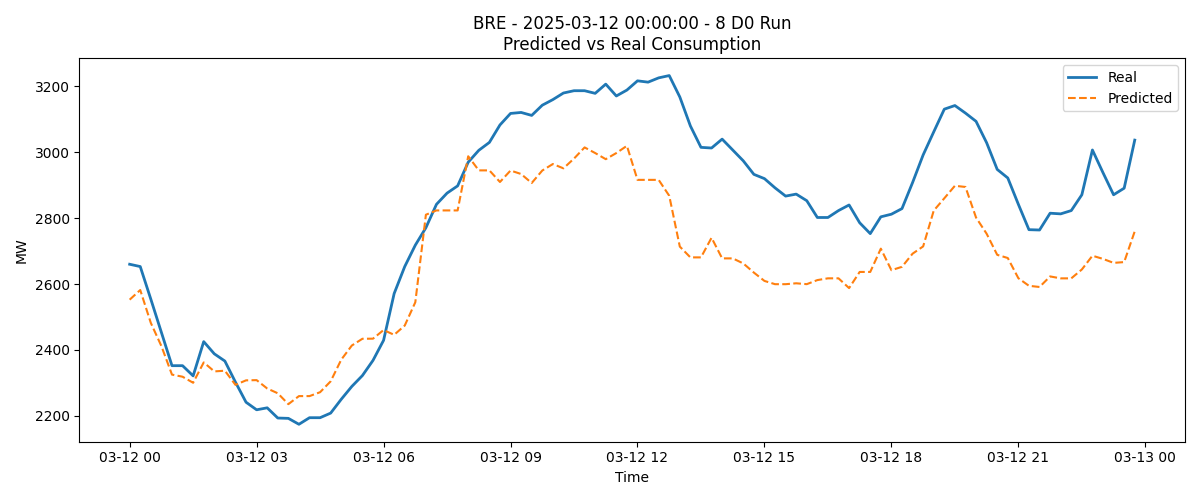 BRE - 2025-03-12 00:00:00 - 8 D0 Run
Predicted vs Real Consumption
Real
Predicted
MW
3200
3000
2800
2600
2400
2200
03-12 00 03-12 03 03-12 06 03-12 09 03-12 12 03-12 15 03-12 18 03-12 21 03-13 00
Time